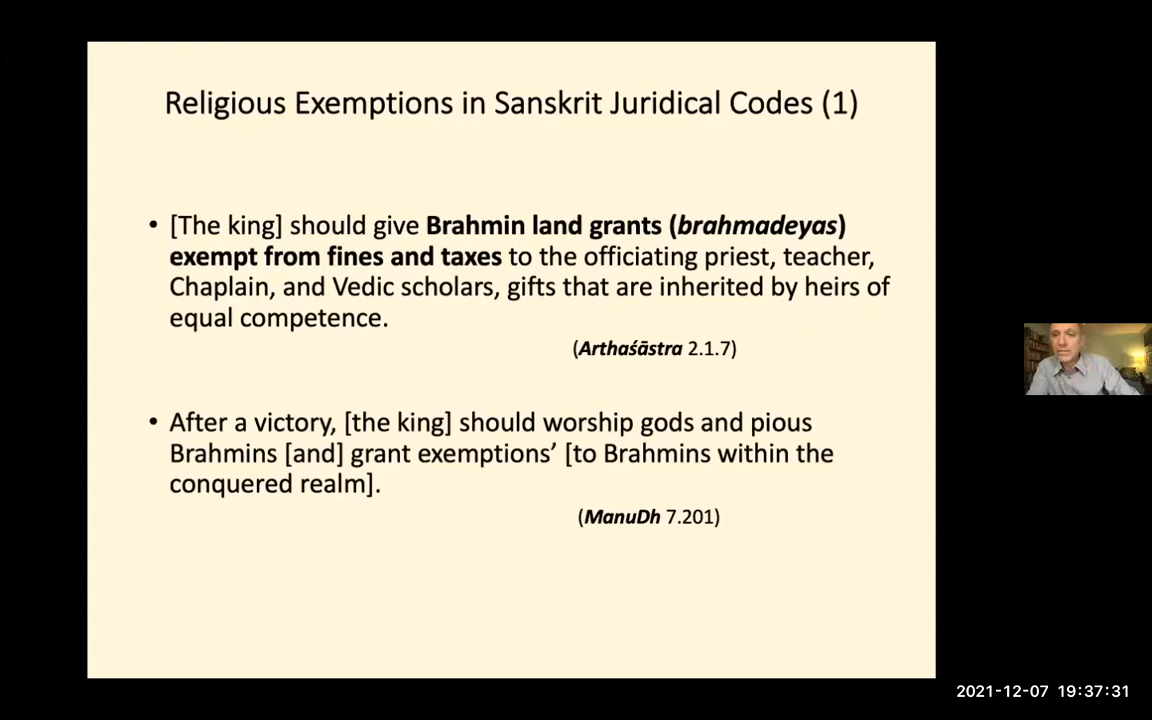 Religious Exemptions in Sanskrit Juridical Codes (1)
• [The king] should give Brahmin land grants (brahmadeyas)
exempt from fines and taxes to the officiating priest, teacher,
Chaplain, and Vedic scholars, gifts that are inherited by heirs of
equal competence.
(Arthaśāstra 2.1.7)
• After a victory, [the king] should worship gods and pious
Brahmins [and] grant exemptions’ [to Brahmins within the
conquered realm].
(ManuDh 7.201)
2021-12-07 19:37:31